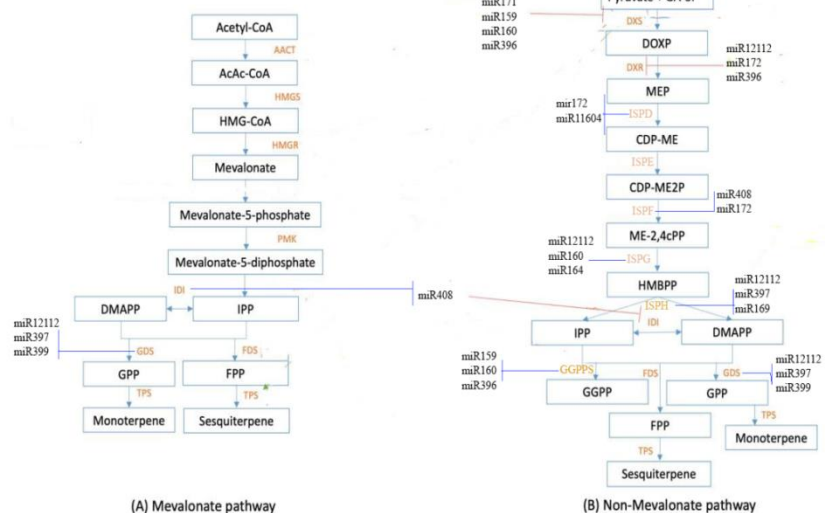 Acetyl-CoA
AACT
AcAc-CoA
HMGS
HMG-CoA
HMGR
Mevalonate
Mevalonate-5-phosphate
PMK
Mevalonate-5-diphosphate
IDI
DMAPP
IPP
miR408
miR12112
miR397
miR399
GDS
FDS
GPP
FPP
TPS
TPS
Monoterpene
Sesquiterpene
(A) Mevalonate pathway
miR171
miR159
miR160
miR396
DXS
DOXP
DXR
miR12112
miR172
miR396
MEP
mir172
miR11604
ISPD
CDP-ME
ISPE
CDP-ME2P
ISPF
miR408
miR172
ME-2,4cPP
miR12112
miR160
miR164
ISPG
HMBPP
miR12112
miR397
miR169
ISPH
IPP
IDI
DMAPP
miR159
miR160
miR396
GGPPS
FDS
GDS
miR12112
miR397
miR399
GGPP
GPP
FPP
TPS
Monoterpene
TPS
Sesquiterpene
(B) Non-Mevalonate pathway